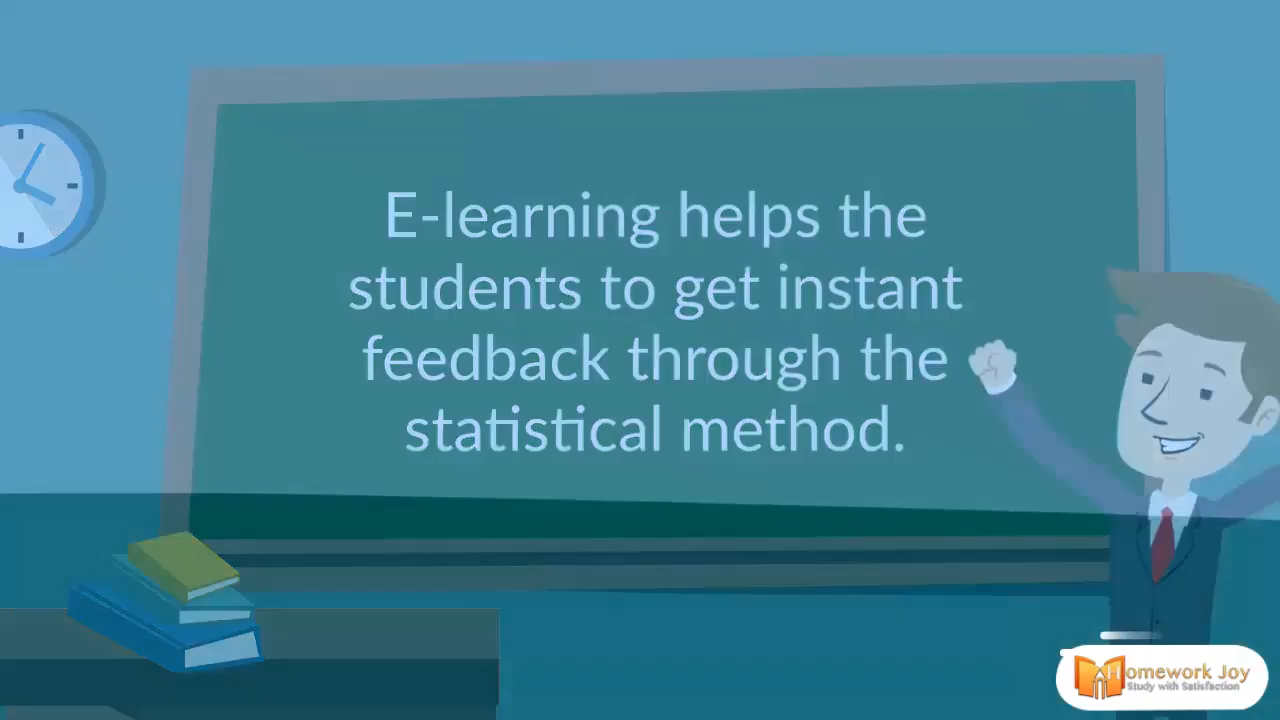 E-learning helps the
students to get instant
feedback through the
statistical method.
Homework Joy
Study with Satisfaction